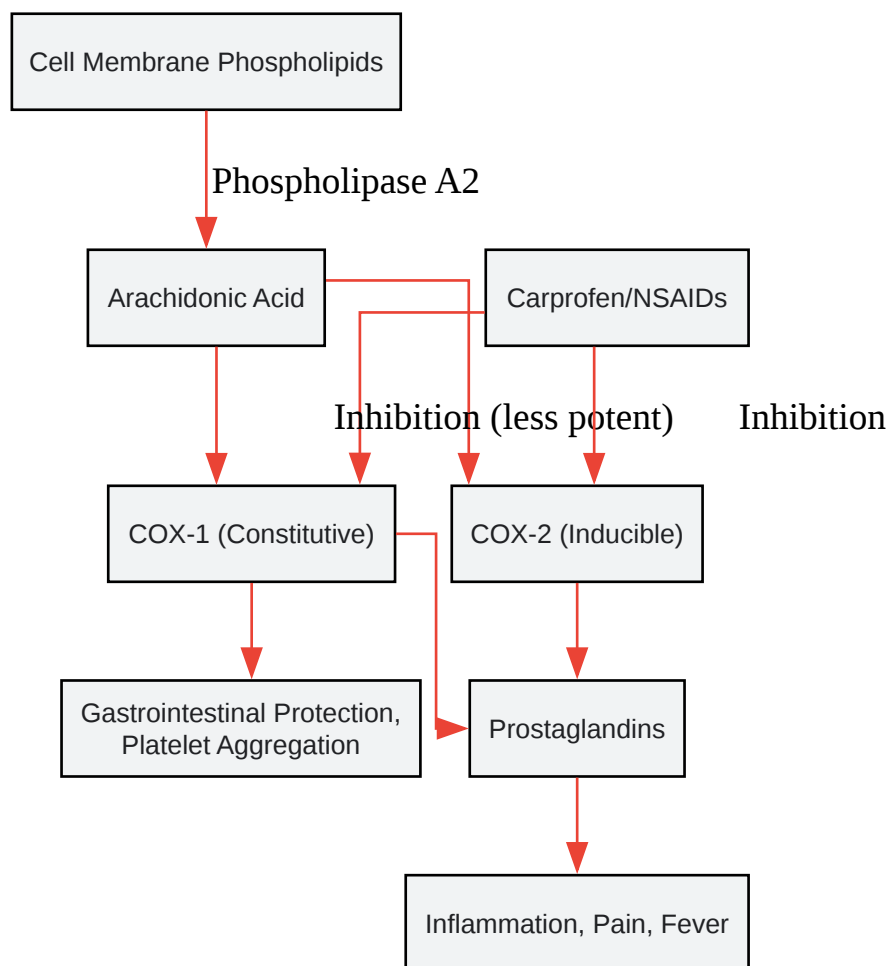 Cell Membrane Phospholipids
Phospholipase A2
Arachidonic Acid
Carprofen/NSAIDs
Inhibition (less potent)
Inhibition
COX-1 (Constitutive)
COX-2 (Inducible)
Gastrointestinal Protection,
Platelet Aggregation
Prostaglandins
Inflammation, Pain, Fever